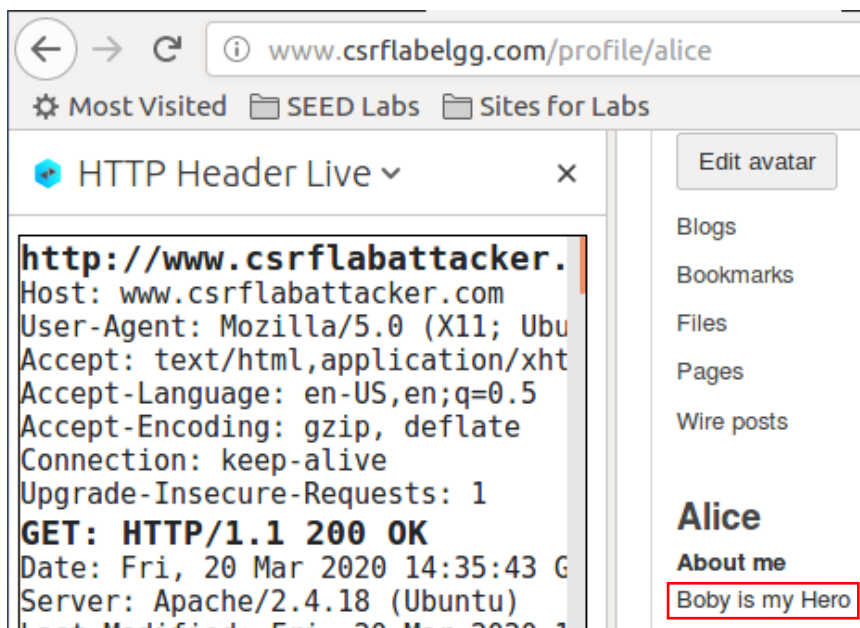 www.csrflabelgg.com/profile/alice
Most Visited SEED Labs Sites for Labs
HTTP Header Live
http://www.csrflabattacker.
Host: www.csrflabattacker.com
User-Agent: Mozilla/5.0 (X11; Ubu
Accept: text/html,application/xht
Accept-Language: en-US,en;q=0.5
Accept-Encoding: gzip, deflate
Connection: keep-alive
Upgrade-Insecure-Requests: 1
GET: HTTP/1.1 200 OK
Date: Fri, 20 Mar 2020 14:35:43 G
Server: Apache/2.4.18 (Ubuntu)
Edit avatar
Blogs
Bookmarks
Files
Pages
Wire posts
Alice
About me
Boby is my Hero